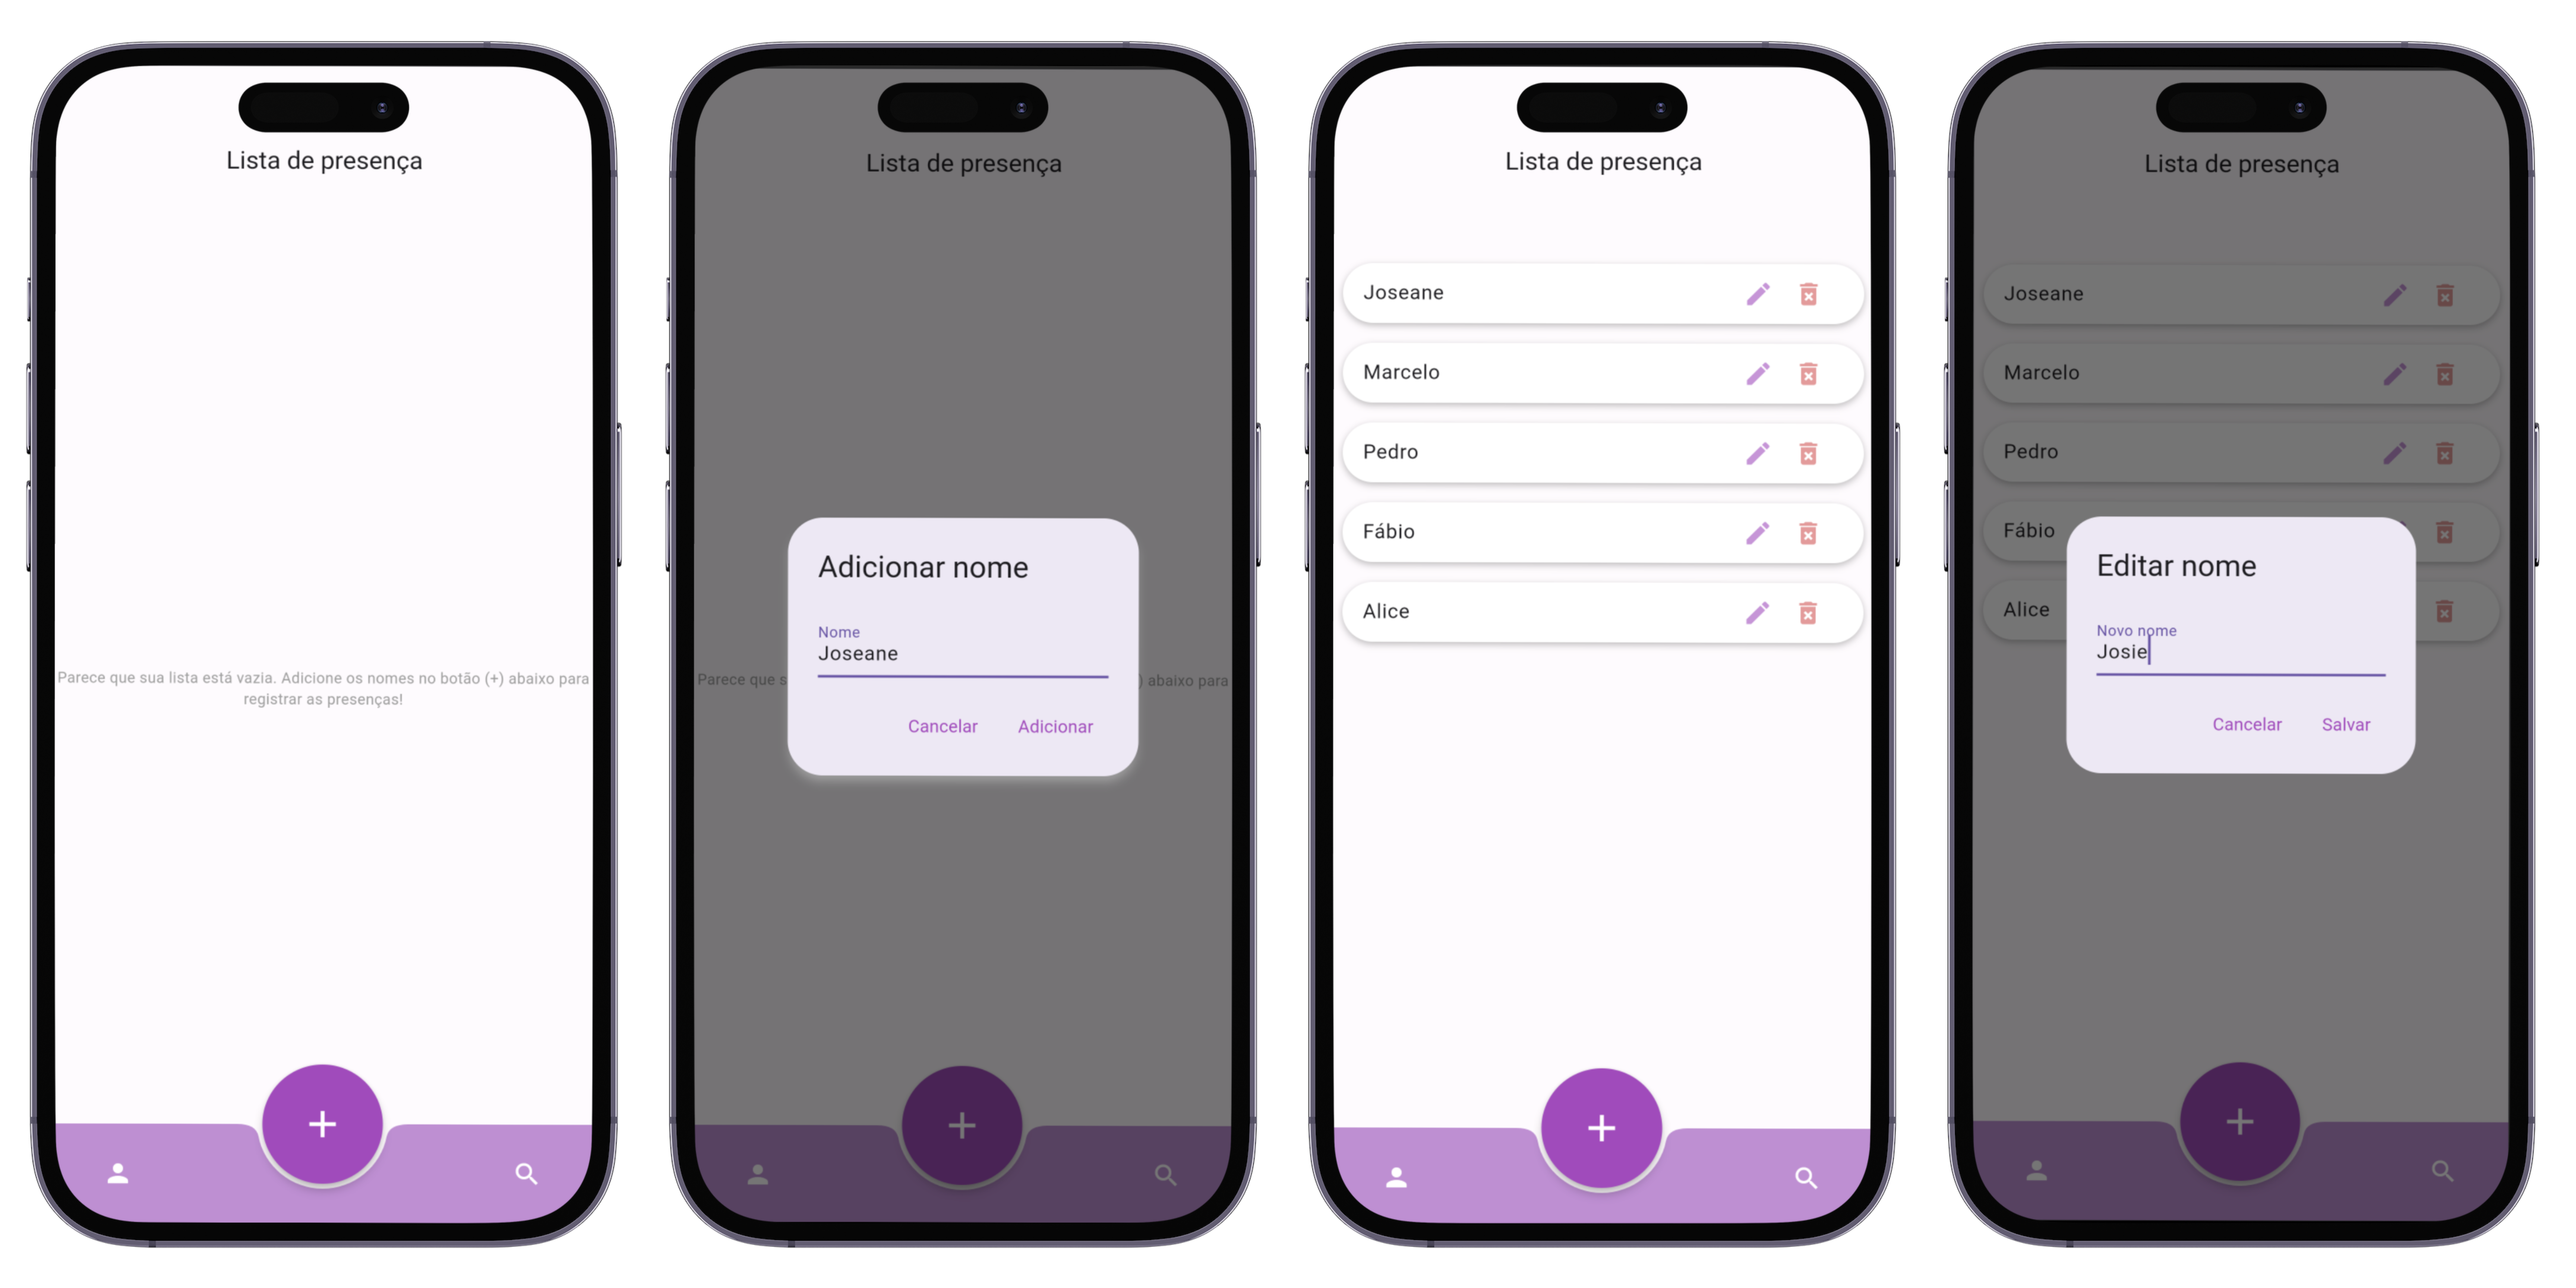 Lista de presença
Parece que sua lista está vazia. Adicione os nomes no botão (+) abaixo para
registrar as presenças!
Lista de presença
Parece que s
) abaixo para
Adicionar nome
Nome
Joseane
Cancelar Adicionar
Lista de presença
Joseane
Marcelo
Pedro
Fábio
Alice
Lista de presença
Joseane
Marcelo
Pedro
Fábio
Alice
Editar nome
Novo nome
Josie
Cancelar Salvar